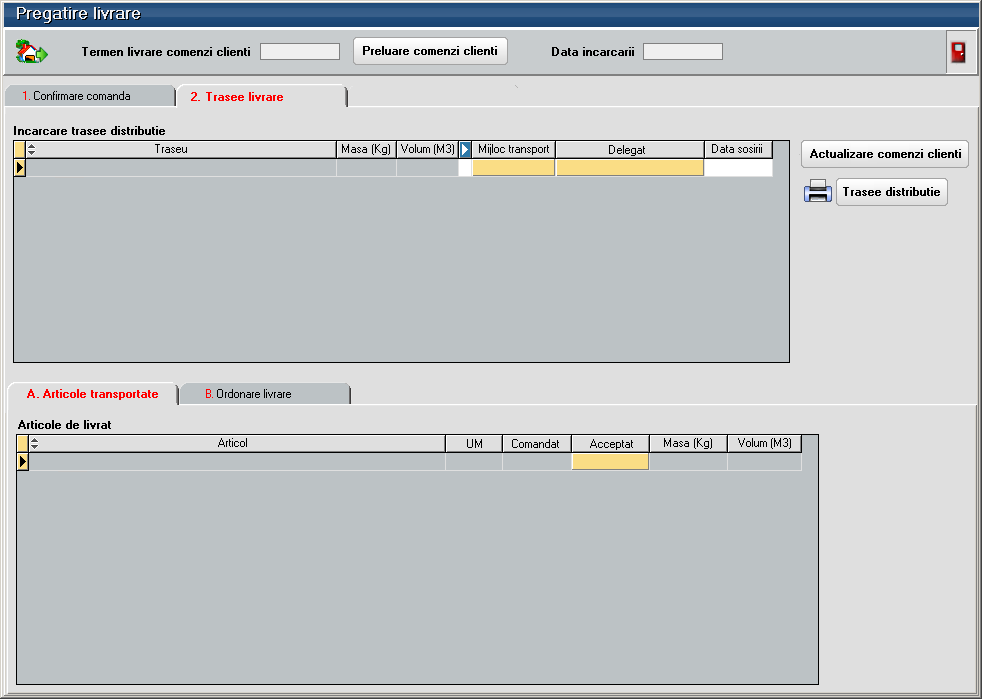 Pregatire livrare
Termen livrare comenzi clienti Preluare comenzi clienti Data incarcarii
1. Confirmare comanda 2. Trasee livrare
Incarcare trasee distributie
Traseu Masa (Kg) Volum (M3) Mijloc transport Delegat Data sosirii
Actualizare comenzi clienti
Trasee distributie
A. Articole transportate B. Ordonare livrare
Articole de livrat
Articol UM Comandat Acceptat Masa (Kg) Volum (M3)